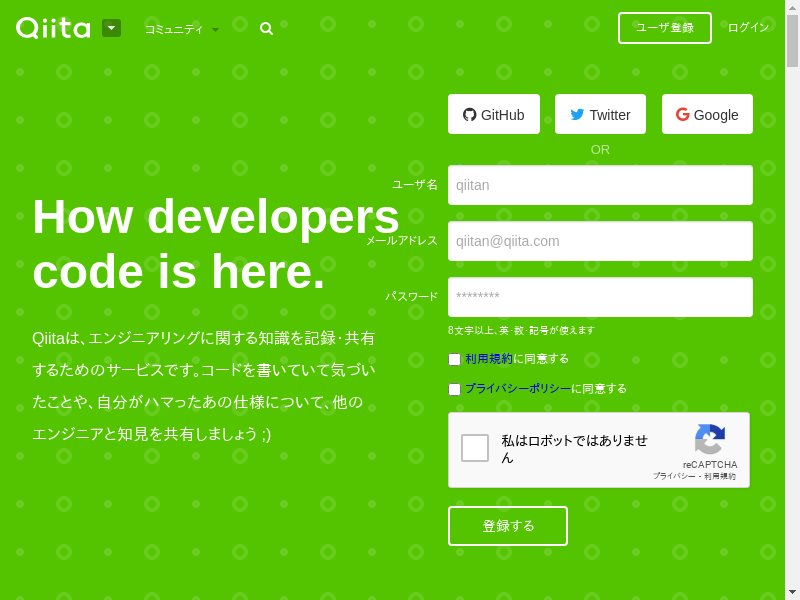 Qiita
コミュニティ
ユーザ登録
ログイン
GitHub
Twitter
Google
OR
ユーザ名
qiitan
メールアドレス
qiitan@qiita.com
パスワード
********
8文字以上、英・数・記号が使えます
利用規約に同意する
プライバシーポリシーに同意する
私はロボットではありませ
ん
reCAPTCHA
プライバシー - 利用規約
登録する
How developers
code is here.
Qiitaは、エンジニアリングに関する知識を記録・共有
するためのサービスです。コードを書いていて気づい
たことや、自分がハマったあの仕様について、他の
エンジニアと知見を共有しましょう ;)